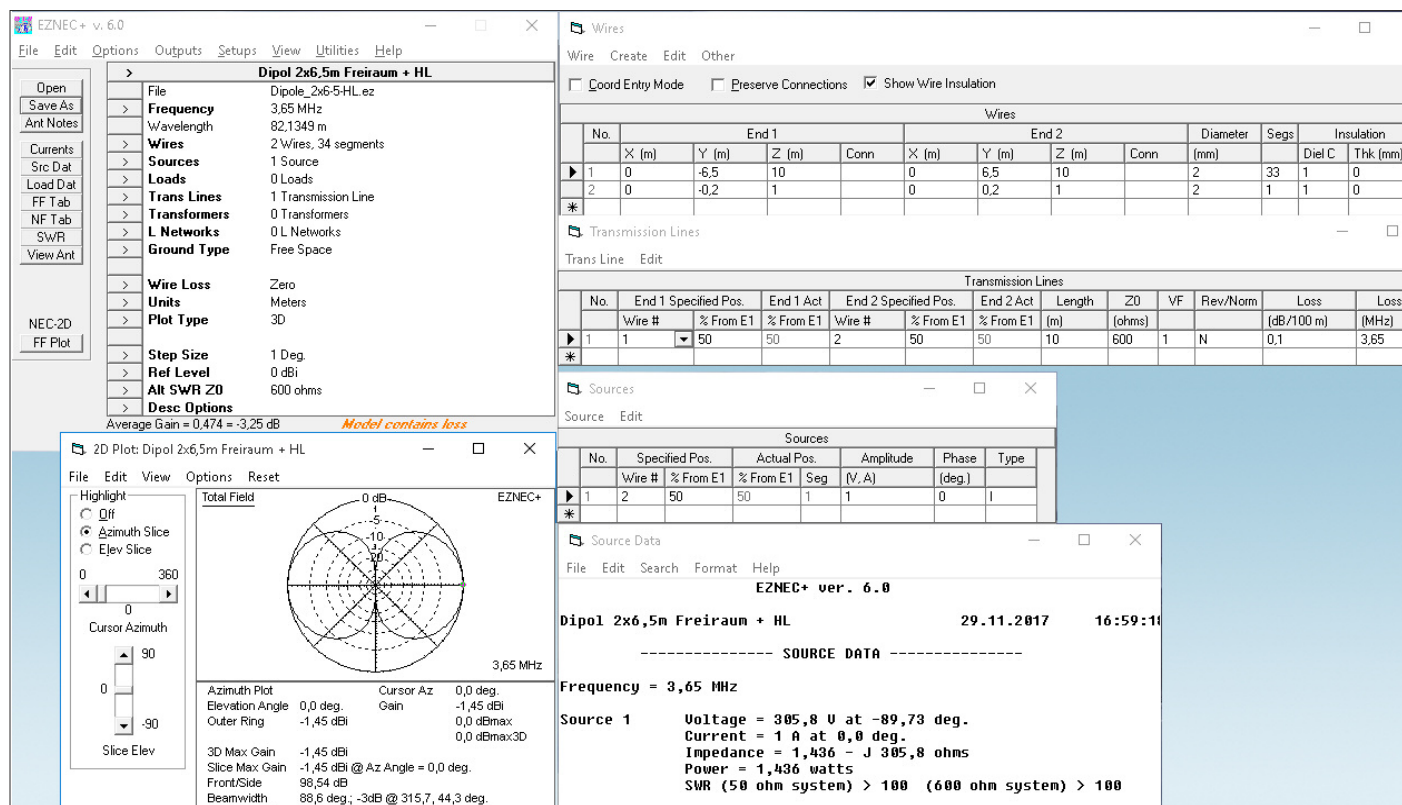 EZNEC+ v. 6.0
File Edit Options Outputs Setups View Utilities Help
> Dipol 2x6,5m Freiraum + HL
Open
Save As
Ant Notes
Currents
Src Dat
Load Dat
FF Tab
NF Tab
SWR
View Ant
NEC-2D
FF Plot
File Dipole_2x6-5-HL.ez
> Frequency 3,65 MHz
Wavelength 82,1349 m
> Wires 2 Wires, 34 segments
> Sources 1 Source
> Loads 0 Loads
> Trans Lines 1 Transmission Line
> Transformers 0 Transformers
> L Networks 0 L Networks
> Ground Type Free Space
> Wire Loss Zero
> Units Meters
> Plot Type 3D
> Step Size 1 Deg.
> Ref Level 0 dBi
> Alt SWR Z0 600 ohms
> Desc Options
Average Gain = 0,474 = -3,25 dB Model contains loss
Wires
Wire Create Edit Other
Coord Entry Mode Preserve Connections Show Wire Insulation
Wires
No. End 1 End 2 Diameter Segs Insulation
X (m) Y (m) Z (m) Conn X (m) Y (m) Z (m) Conn (mm) Diel C Thk (mm)
1 0 -6,5 10 0 6,5 10 2 33 1 0
2 0 -0,2 1 0 0,2 1 2 1 1 0
*
Transmission Lines
Trans Line Edit
Transmission Lines
No. End 1 Specified Pos. End 1 Act End 2 Specified Pos. End 2 Act Length Z0 VF Rev/Norm Loss Loss
Wire # % From E1 % From E1 Wire # % From E1 % From E1 (m) (ohms) (dB/100 m) (MHz)
1 1 50 50 2 50 50 10 600 1 N 0,1 3,65
*
Sources
Source Edit
Sources
No. Specified Pos. Actual Pos. Amplitude Phase Type
Wire # % From E1 % From E1 Seg (V, A) (deg.)
1 2 50 50 1 1 0 I
*
2D Plot: Dipol 2x6,5m Freiraum + HL
File Edit View Options Reset
Highlight
Off
Azimuth Slice
Elev Slice
0 360
0
Cursor Azimuth
90
0
-90
Slice Elev
Total Field
EZNEC+
0 dB
-5
-10
-20
3,65 MHz
Azimuth Plot Cursor Az 0,0 deg.
Elevation Angle 0,0 deg. Gain -1,45 dBi
Outer Ring -1,45 dBi 0,0 dBmax
0,0 dBmax3D
3D Max Gain -1,45 dBi
Slice Max Gain -1,45 dBi @ Az Angle = 0,0 deg.
Front/Side 98,54 dB
Beamwidth 88,6 deg.; -3dB @ 315,7, 44,3 deg.
Source Data
File Edit Search Format Help
EZNEC+ ver. 6.0
Dipol 2x6,5m Freiraum + HL 29.11.2017 16:59:1
--------------- SOURCE DATA ---------------
Frequency = 3,65 MHz
Source 1 Voltage = 305,8 V at -89,73 deg.
Current = 1 A at 0,0 deg.
Impedance = 1,436 - J 305,8 ohms
Power = 1,436 watts
SWR (50 ohm system) > 100 (600 ohm system) > 100